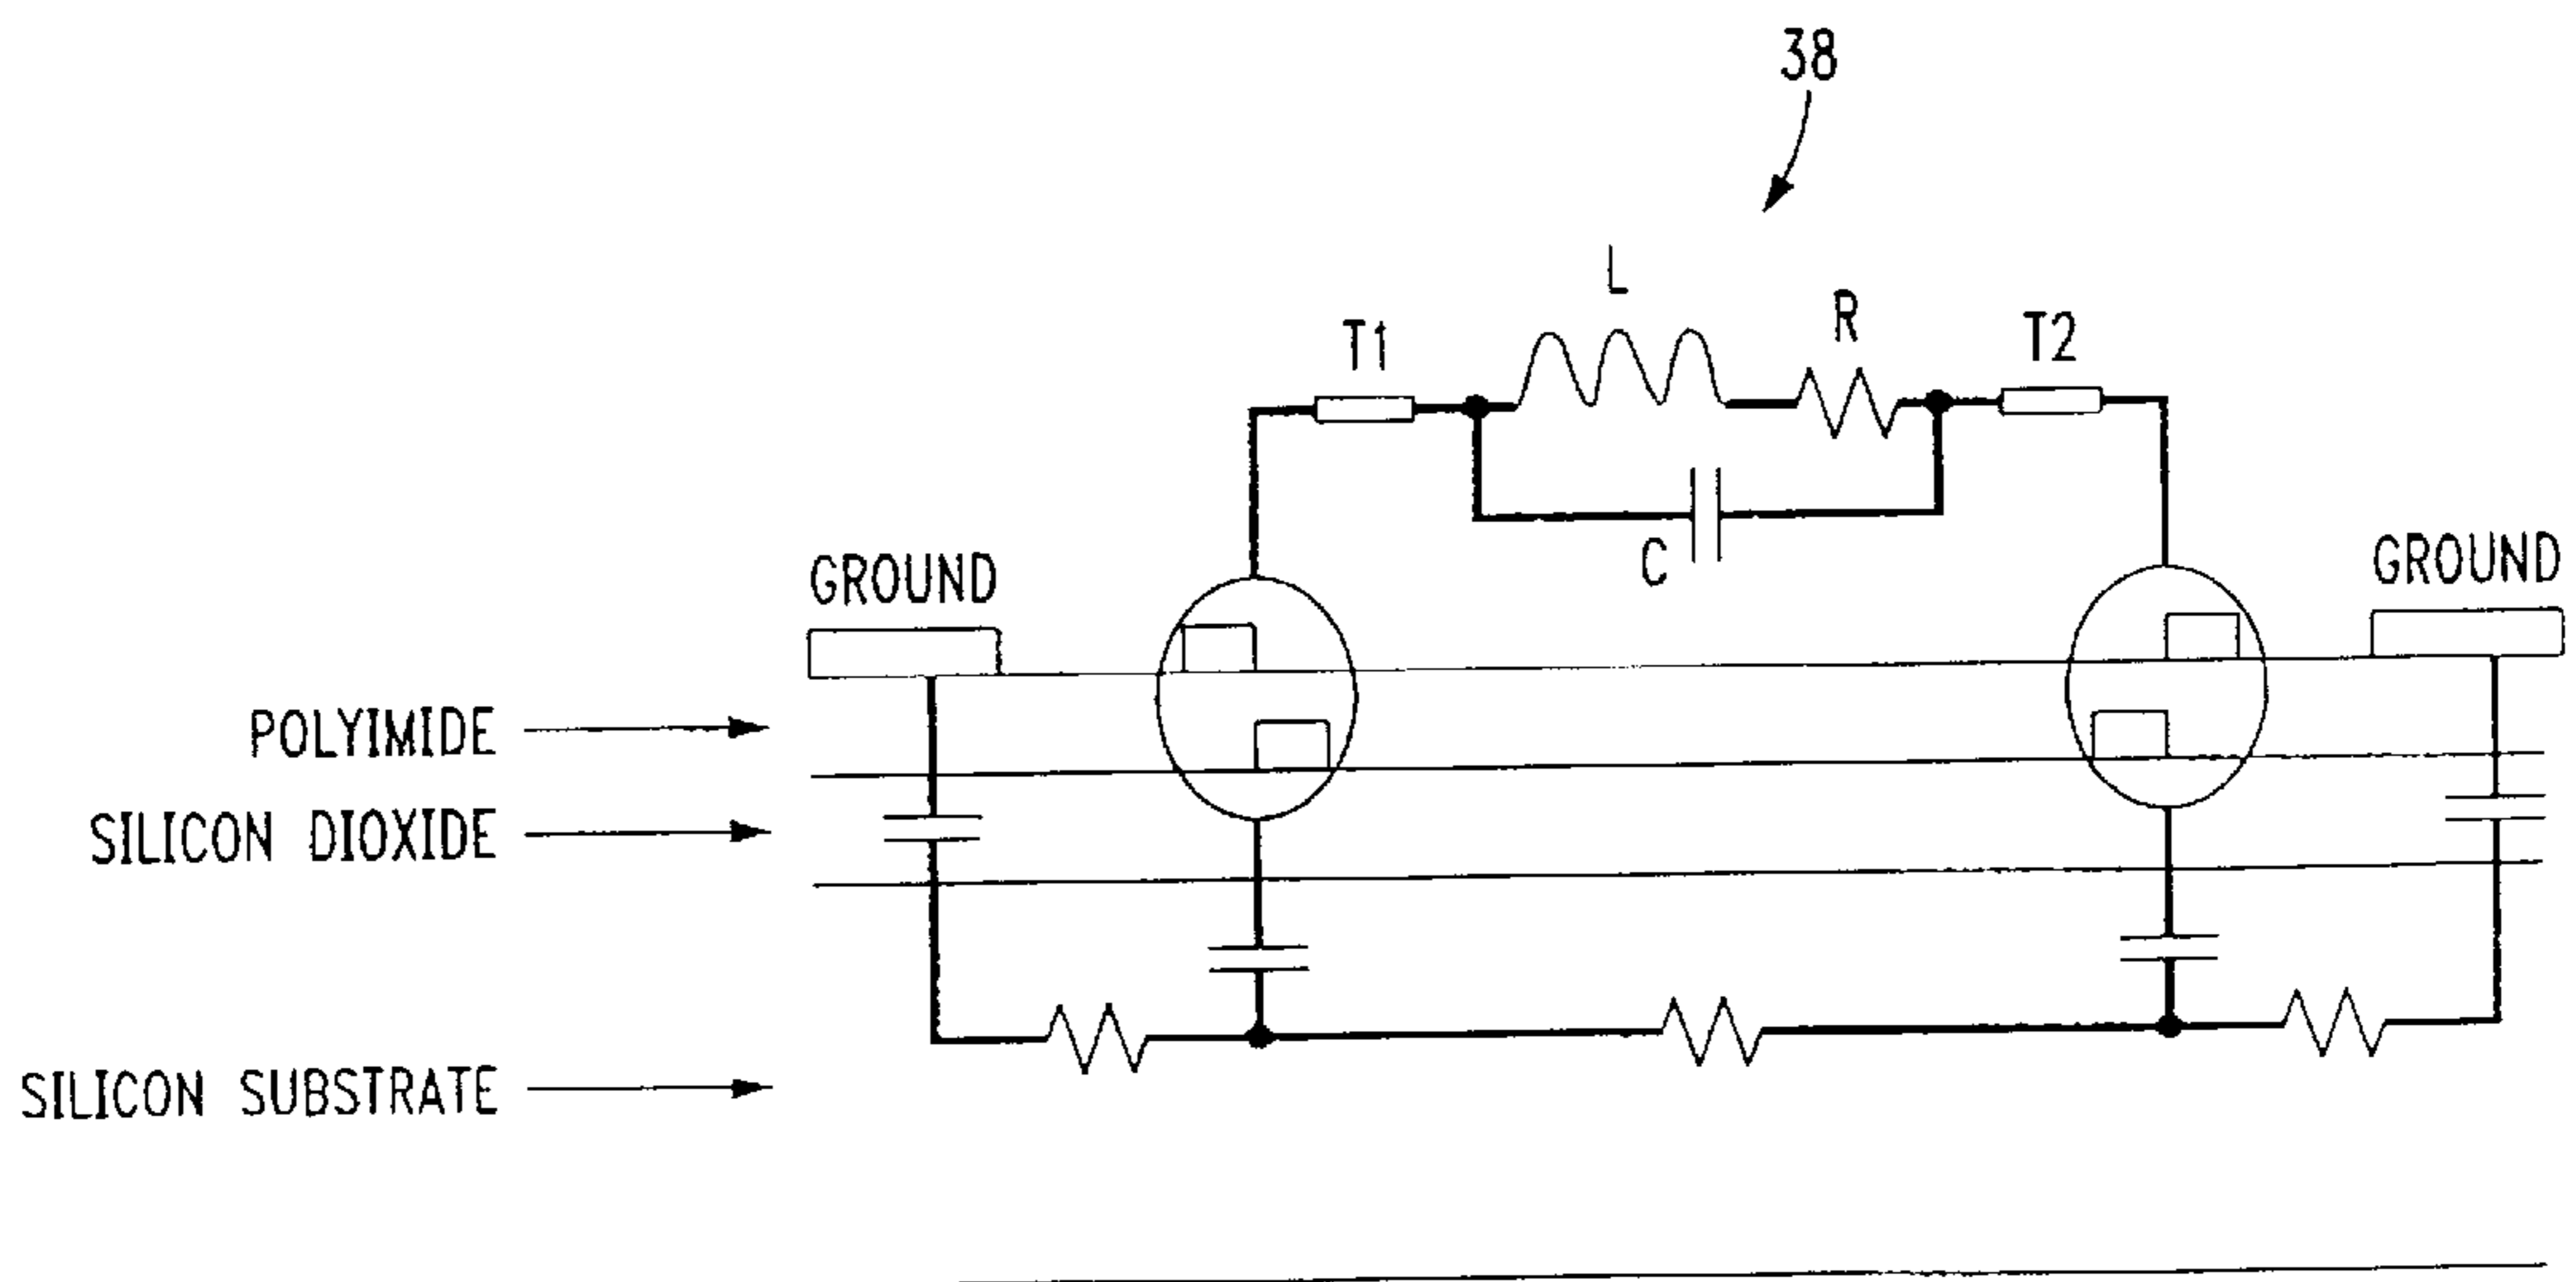 38
L
R
T1
T2
C
GROUND
GROUND
POLYIMIDE
SILICON DIOXIDE
SILICON SUBSTRATE